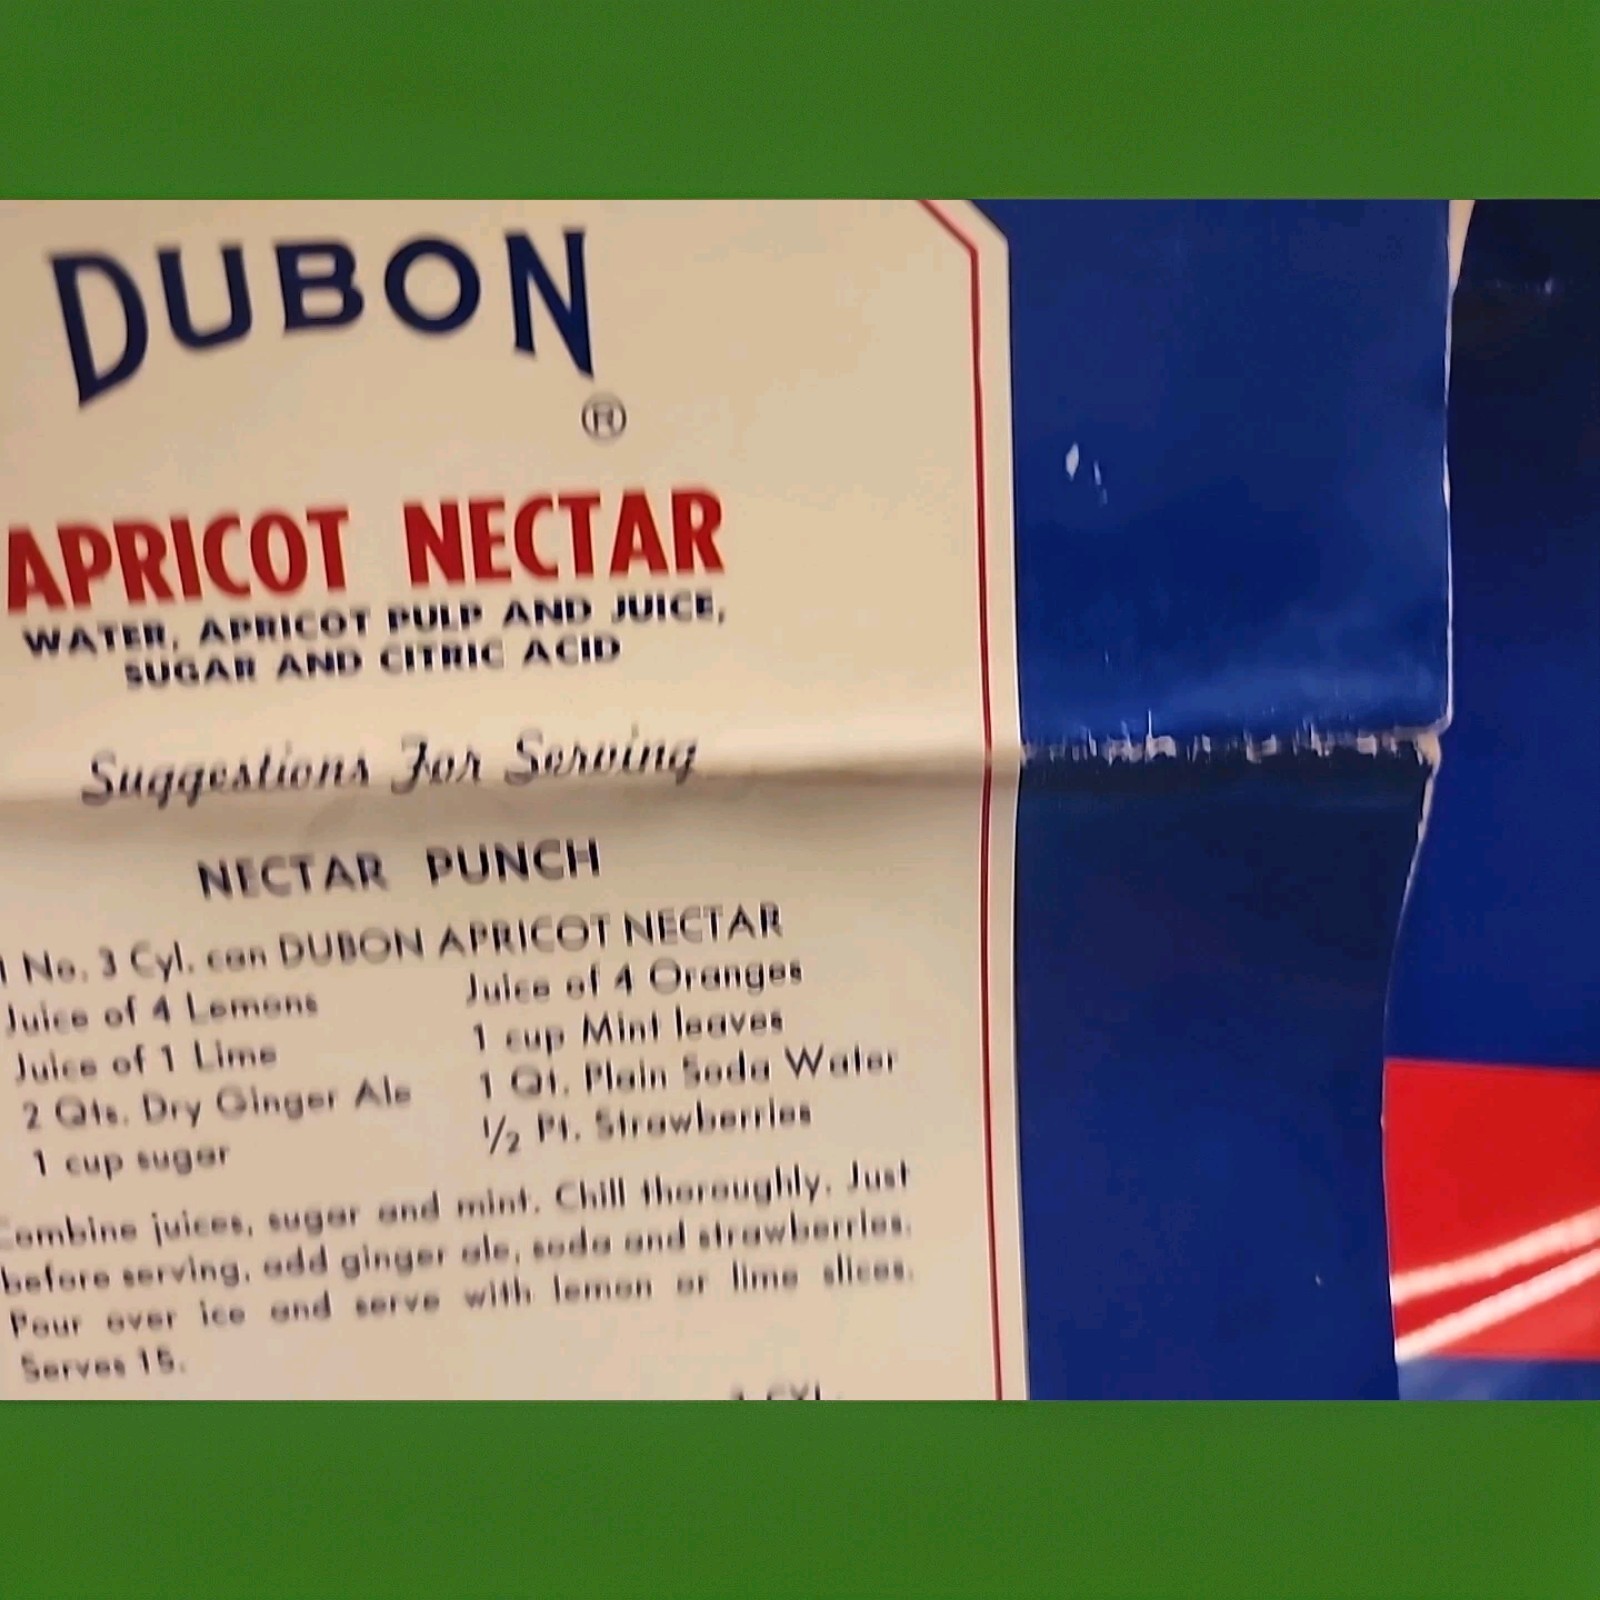 DUBON
®
APRICOT NECTAR
WATER, APRICOT PULP AND JUICE,
SUGAR AND CITRIC ACID
Suggestions For Serving
NECTAR PUNCH
1 No. 3 Cyl. can DUBON APRICOT NECTAR
Juice of 4 Lemons
Juice of 1 Lime
2 Qts. Dry Ginger Ale
1 cup sugar
Juice of 4 Oranges
1 cup Mint leaves
1 Qt. Plain Soda Water
1/2 Pt. Strawberries
Combine juices, sugar and mint. Chill thoroughly. Just
before serving, add ginger ale, soda and strawberries.
Pour over ice and serve with lemon or lime slices.
Serves 15.